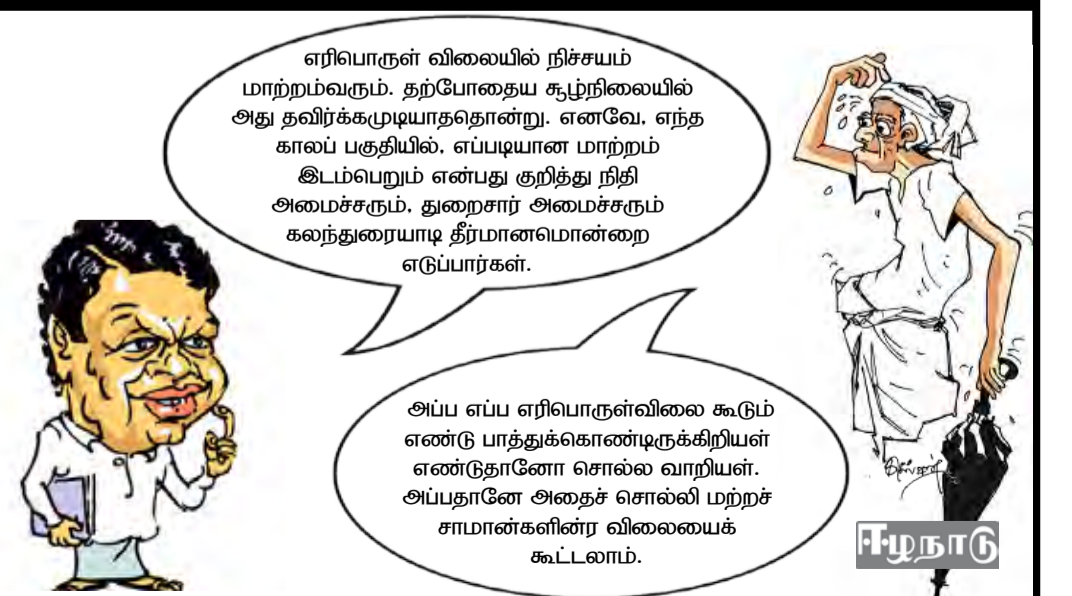 எரிபொருள் விலையில் நிச்சயம்
மாற்றம்வரும். தற்போதைய சூழ்நிலையில்
அது தவிர்க்கமுடியாததொன்று. எனவே, எந்த
காலப் பகுதியில், எப்படியான மாற்றம்
இடம்பெறும் என்பது குறித்து நிதி
அமைச்சரும், துறைசார் அமைச்சரும்
கலந்துரையாடி தீர்மானமொன்றை
எடுப்பார்கள்.
அப்ப எப்ப எரிபொருள்விலை கூடும்
எண்டு பாத்துக்கொண்டிருக்கிறியள்
எண்டுதானோ சொல்ல வாறியள்.
அப்பதானே அதைச் சொல்லி மற்றச்
சாமான்களின்ர விலையைக்
கூட்டலாம்.
ஈழநாடு